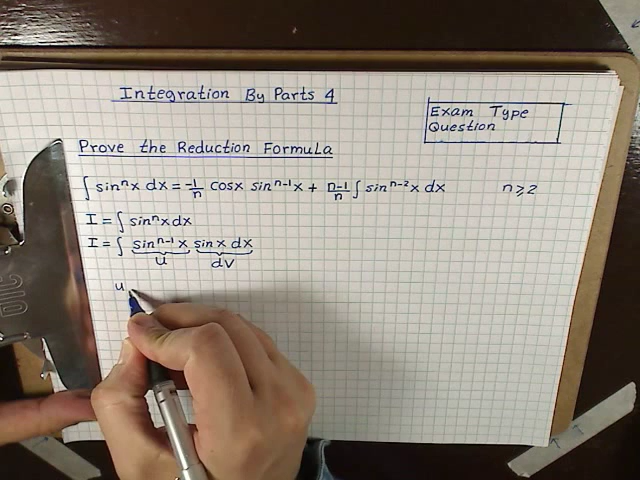 Integration By Parts 4
Exam Type
Question
Prove the Reduction Formula
∫ sinⁿx dx = -1/n cosx sinⁿ⁻¹x + n-1/n ∫ sinⁿ⁻²x dx n ≥ 2
I = ∫ sinⁿx dx
I = ∫ sinⁿ⁻¹x sinx dx
u dv
u